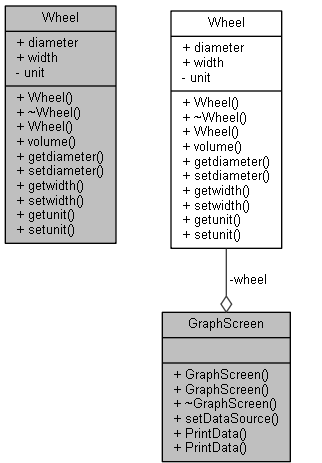 Wheel
+ diameter
+ width
- unit
+ Wheel()
+ ~Wheel()
+ Wheel()
+ volume()
+ getdiameter()
+ setdiameter()
+ getwidth()
+ setwidth()
+ getunit()
+ setunit()
Wheel
+ diameter
+ width
- unit
+ Wheel()
+ ~Wheel()
+ Wheel()
+ volume()
+ getdiameter()
+ setdiameter()
+ getwidth()
+ setwidth()
+ getunit()
+ setunit()
-wheel
GraphScreen
+ GraphScreen()
+ GraphScreen()
+ ~GraphScreen()
+ setDataSource()
+ PrintData()
+ PrintData()